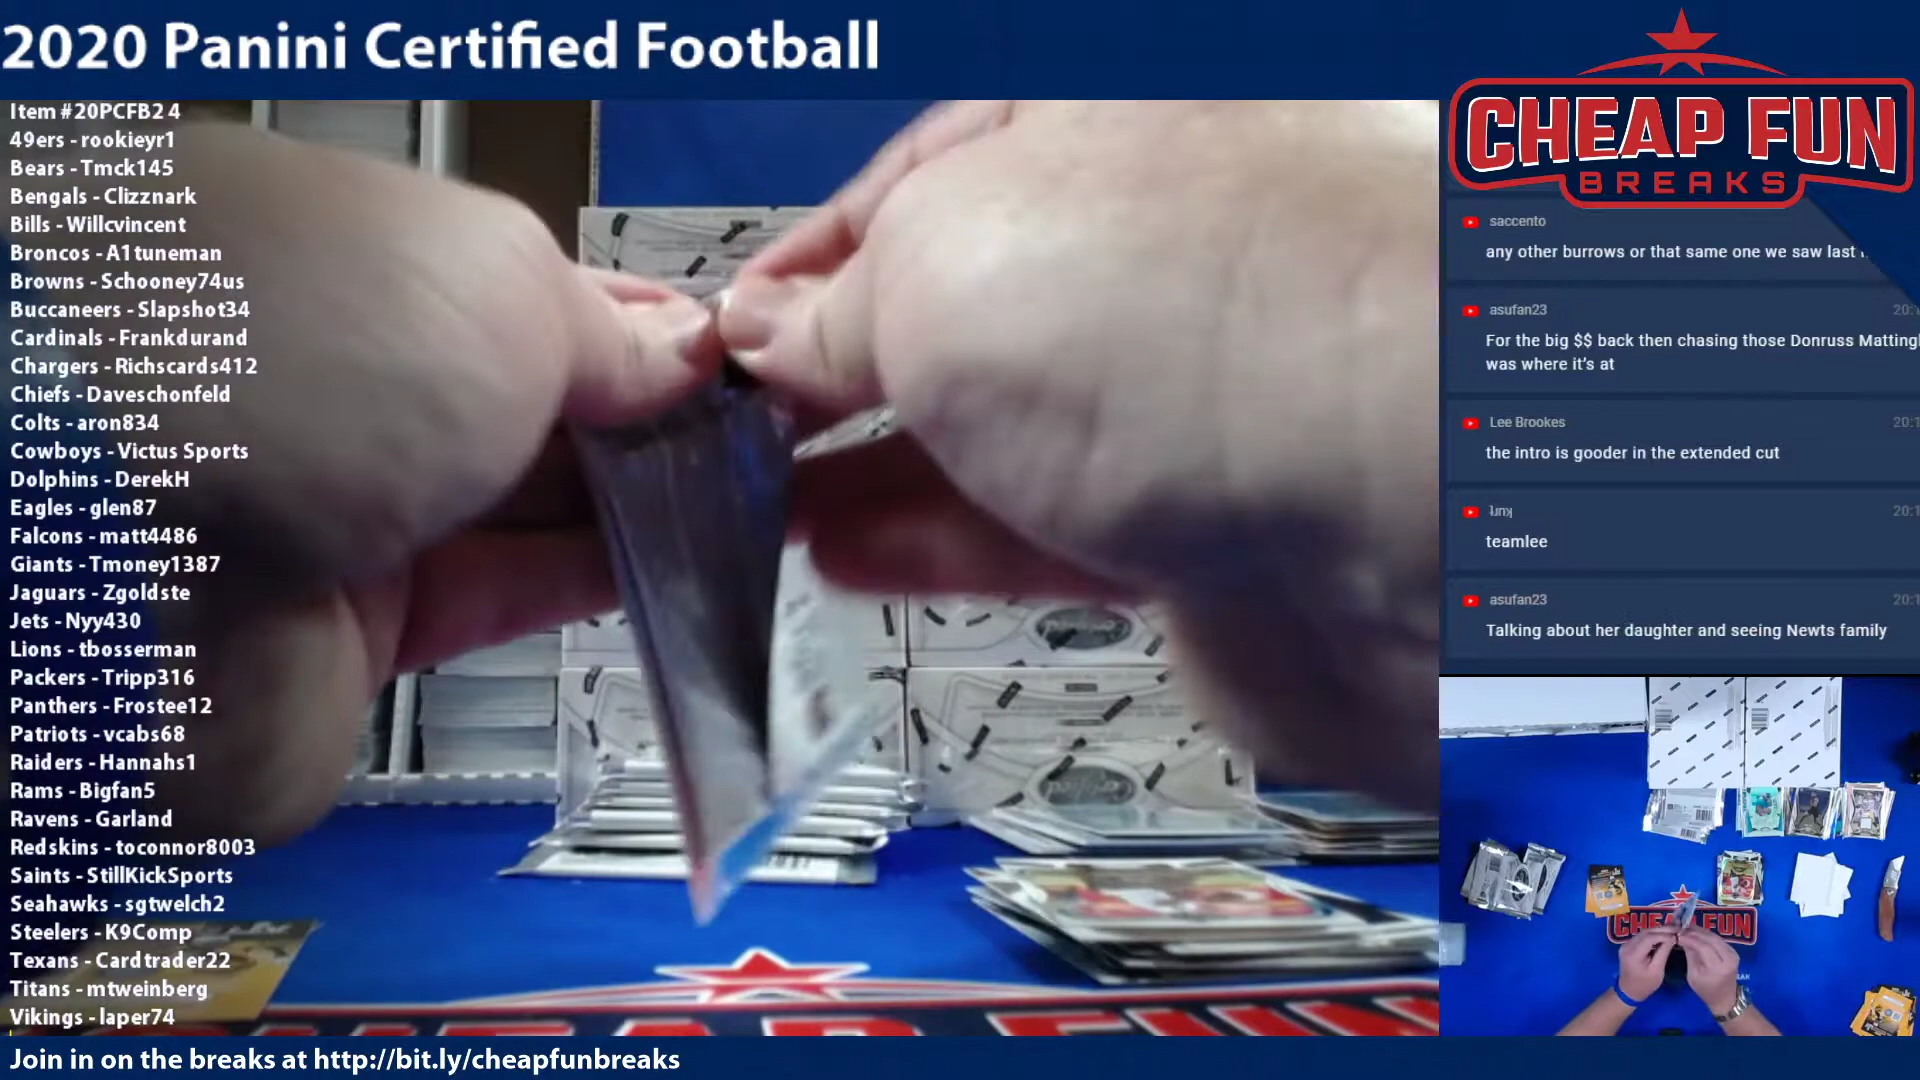 2020 Panini Certified Football
Item #20PCFB2 4
49ers - rookieyr1
Bears - Tmck145
Bengals - Clizznark
Bills - Willcvincent
Broncos - A1tuneman
Browns - Schooney74us
Buccaneers - Slapshot34
Cardinals - Frankdurand
Chargers - Richscards412
Chiefs - Daveschonfeld
Colts - aron834
Cowboys - Victus Sports
Dolphins - DerekH
Eagles - glen87
Falcons - matt4486
Giants - Tmoney1387
Jaguars - Zgoldste
Jets - Nyy430
Lions - tbosserman
Packers - Tripp316
Panthers - Frostee12
Patriots - vcabs68
Raiders - Hannahs1
Rams - Bigfan5
Ravens - Garland
Redskins - toconnor8003
Saints - StillKickSports
Seahawks - sgtwelch2
Steelers - K9Comp
Texans - Cardtrader22
Titans - mtweinberg
Vikings - laper74
Join in on the breaks at http://bit.ly/cheapfunbreaks
CHEAP FUN
BREAKS
saccento
any other burrows or that same one we saw last
asufan23
For the big $$ back then chasing those Donruss Mattingl
was where it's at
Lee Brookes
the intro is gooder in the extended cut
teamlee
asufan23
Talking about her daughter and seeing Newts family
CHEAP FUN